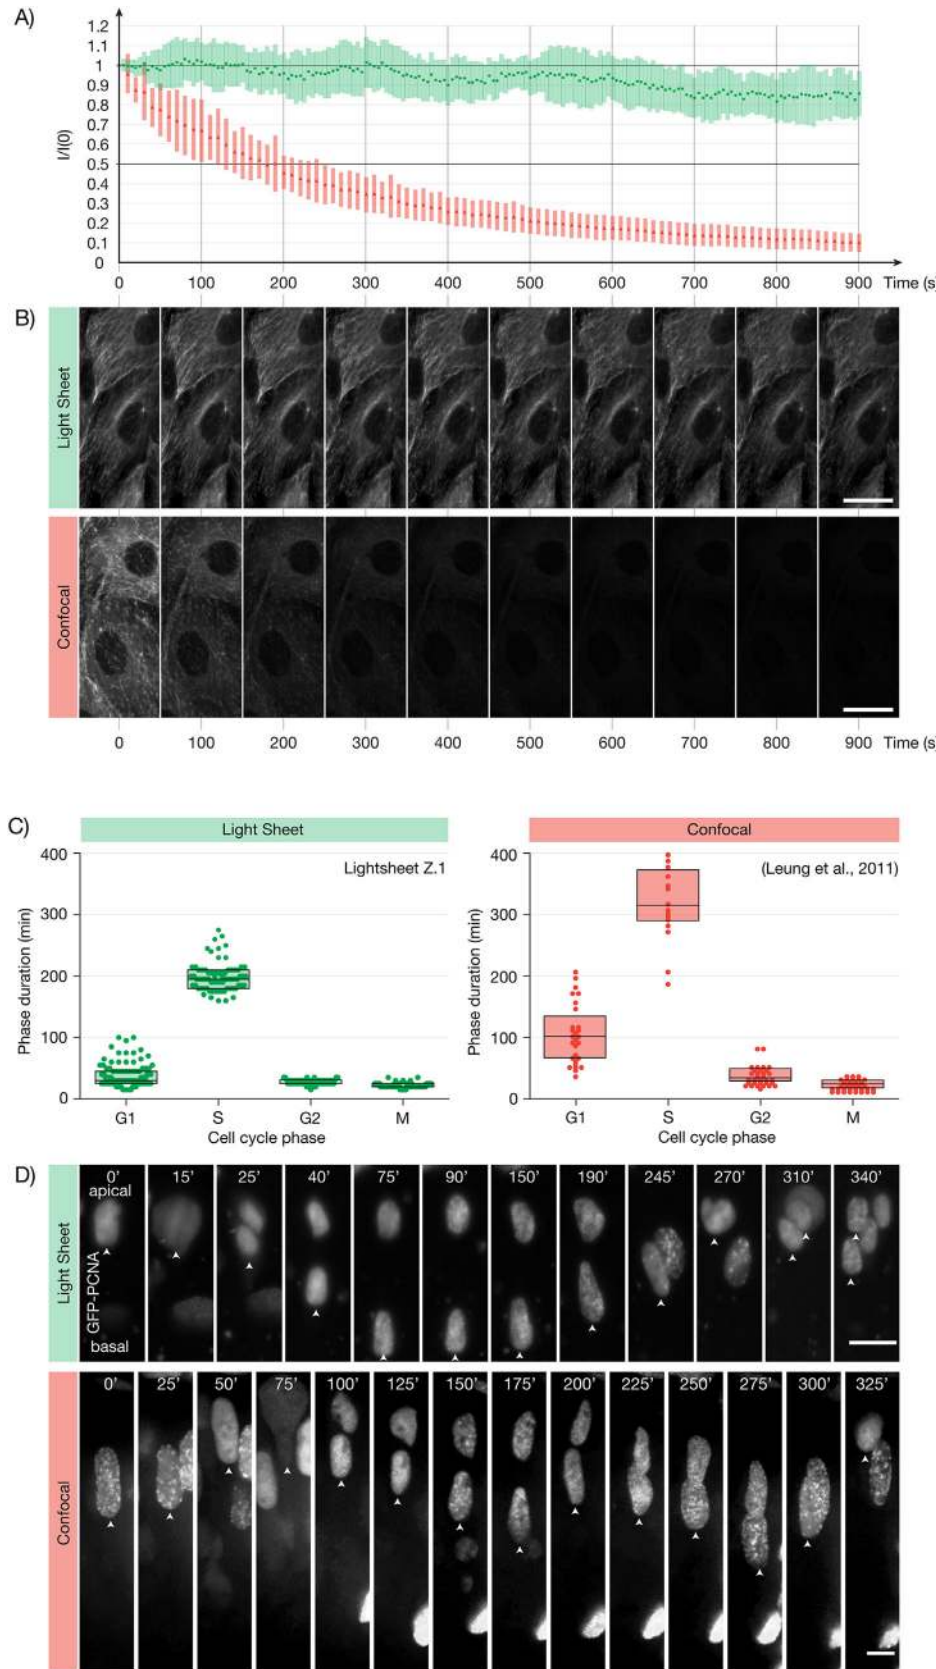 A)
I/I(0)
1.2
1.1
1
0.9
0.8
0.7
0.6
0.5
0.4
0.3
0.2
0.1
0
0 100 200 300 400 500 600 700 800 900 Time (s)
B)
Light Sheet
Confocal
0 100 200 300 400 500 600 700 800 900 Time (s)
C)
Light Sheet
Lightsheet Z.1
Phase duration (min)
400
300
200
100
0
G1 S G2 M
Cell cycle phase
Confocal
(Leung et al., 2011)
Phase duration (min)
400
300
200
100
0
G1 S G2 M
Cell cycle phase
D)
Light Sheet
0' 15' 25' 40' 75' 90' 150' 190' 245' 270' 310' 340'
apical
GFP-PCNA
basal
Confocal
0' 25' 50' 75' 100' 125' 150' 175' 200' 225' 250' 275' 300' 325'